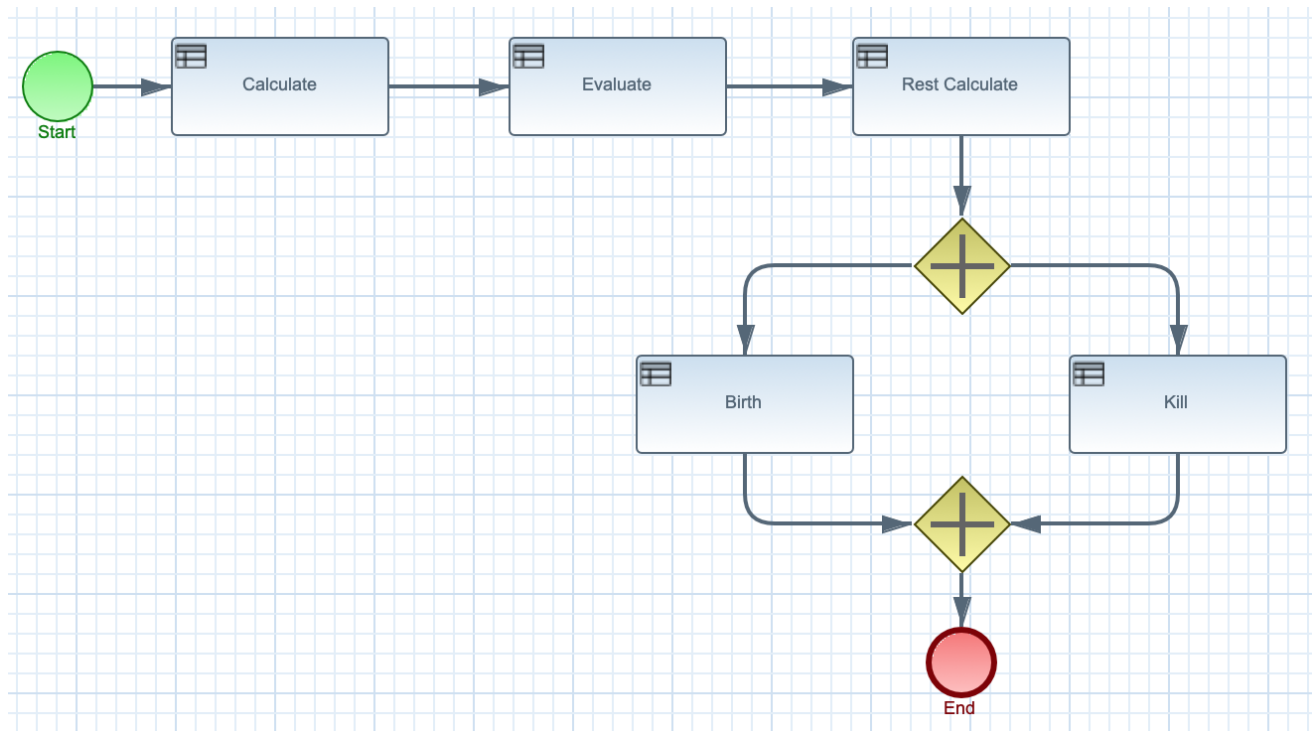 Calculate
Evaluate
Rest Calculate
Start
Birth
Kill
End